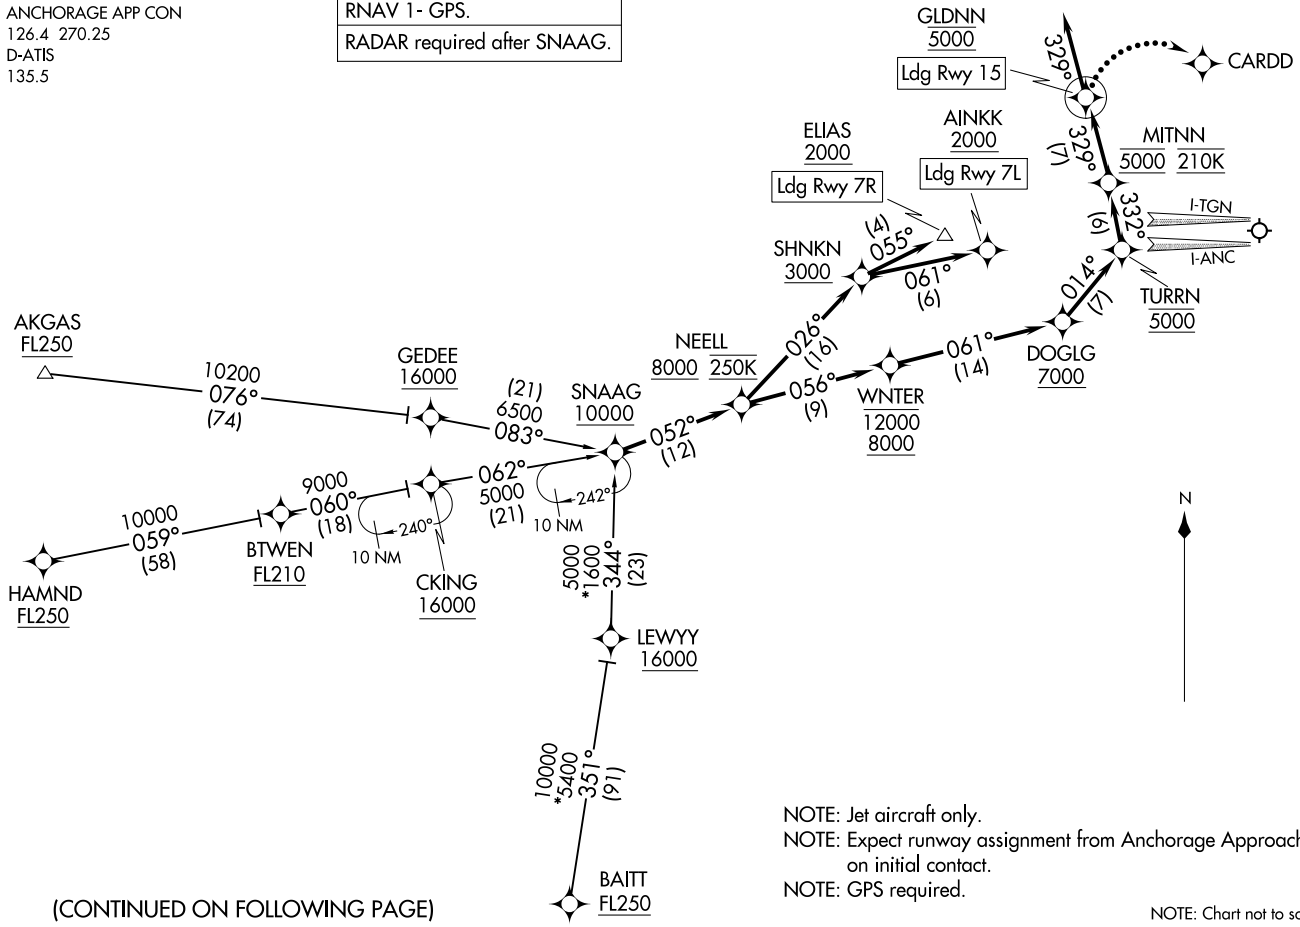 ANCHORAGE APP CON
126.4 270.25
D-ATIS
135.5
RNAV 1- GPS.
RADAR required after SNAAG.
GLDNN
5000
Ldg Rwy 15
329°
CARDD
329°
(7)
MITNN
5000 210K
AINKK
2000
Ldg Rwy 7L
ELIAS
2000
Ldg Rwy 7R
332°
(6)
I-TGN
I-ANC
(4)
055°
SHNKN
3000
061°
(6)
014°
(7)
TURRN
5000
AKGAS
FL250
10200
076°
(74)
GEDEE
16000
(21)
6500
083°
SNAAG
10000
NEELL
8000 250K
026°
(16)
052°
(12)
056°
(9)
WNTER
12000
8000
061°
(14)
DOGLG
7000
N
HAMND
FL250
10000
059°
(58)
BTWEN
FL210
9000
060°
(18)
240°
10 NM
CKING
16000
062°
5000
(21)
242°
10 NM
5000
*1600
344°
(23)
LEWYY
16000
10000
*5400
351°
(91)
BAITT
FL250
NOTE: Jet aircraft only.
NOTE: Expect runway assignment from Anchorage Approach
on initial contact.
NOTE: GPS required.
(CONTINUED ON FOLLOWING PAGE)
NOTE: Chart not to sc